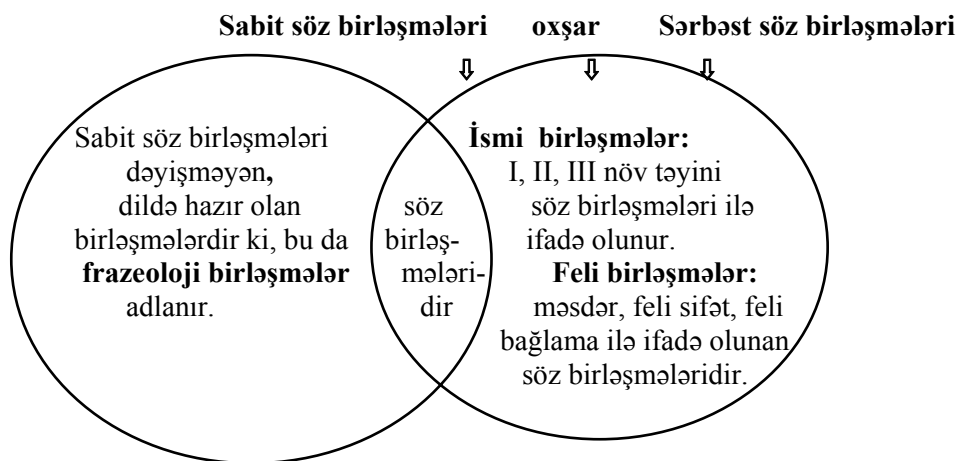 Sabit söz birləşmələri oxşar Sərbəst söz birləşmələri
Sabit söz birləşmələri
dəyişməyən,
dildə hazır olan
birləşmələrdir ki, bu da
frazeoloji birləşmələr
adlanır.
söz
birləş-
mələri-
dir
İsmi birləşmələr:
I, II, III növ təyini
söz birləşmələri ilə
ifadə olunur.
Feli birləşmələr:
məsdər, feli sifət, feli
bağlama ilə ifadə olunan
söz birləşmələridir.